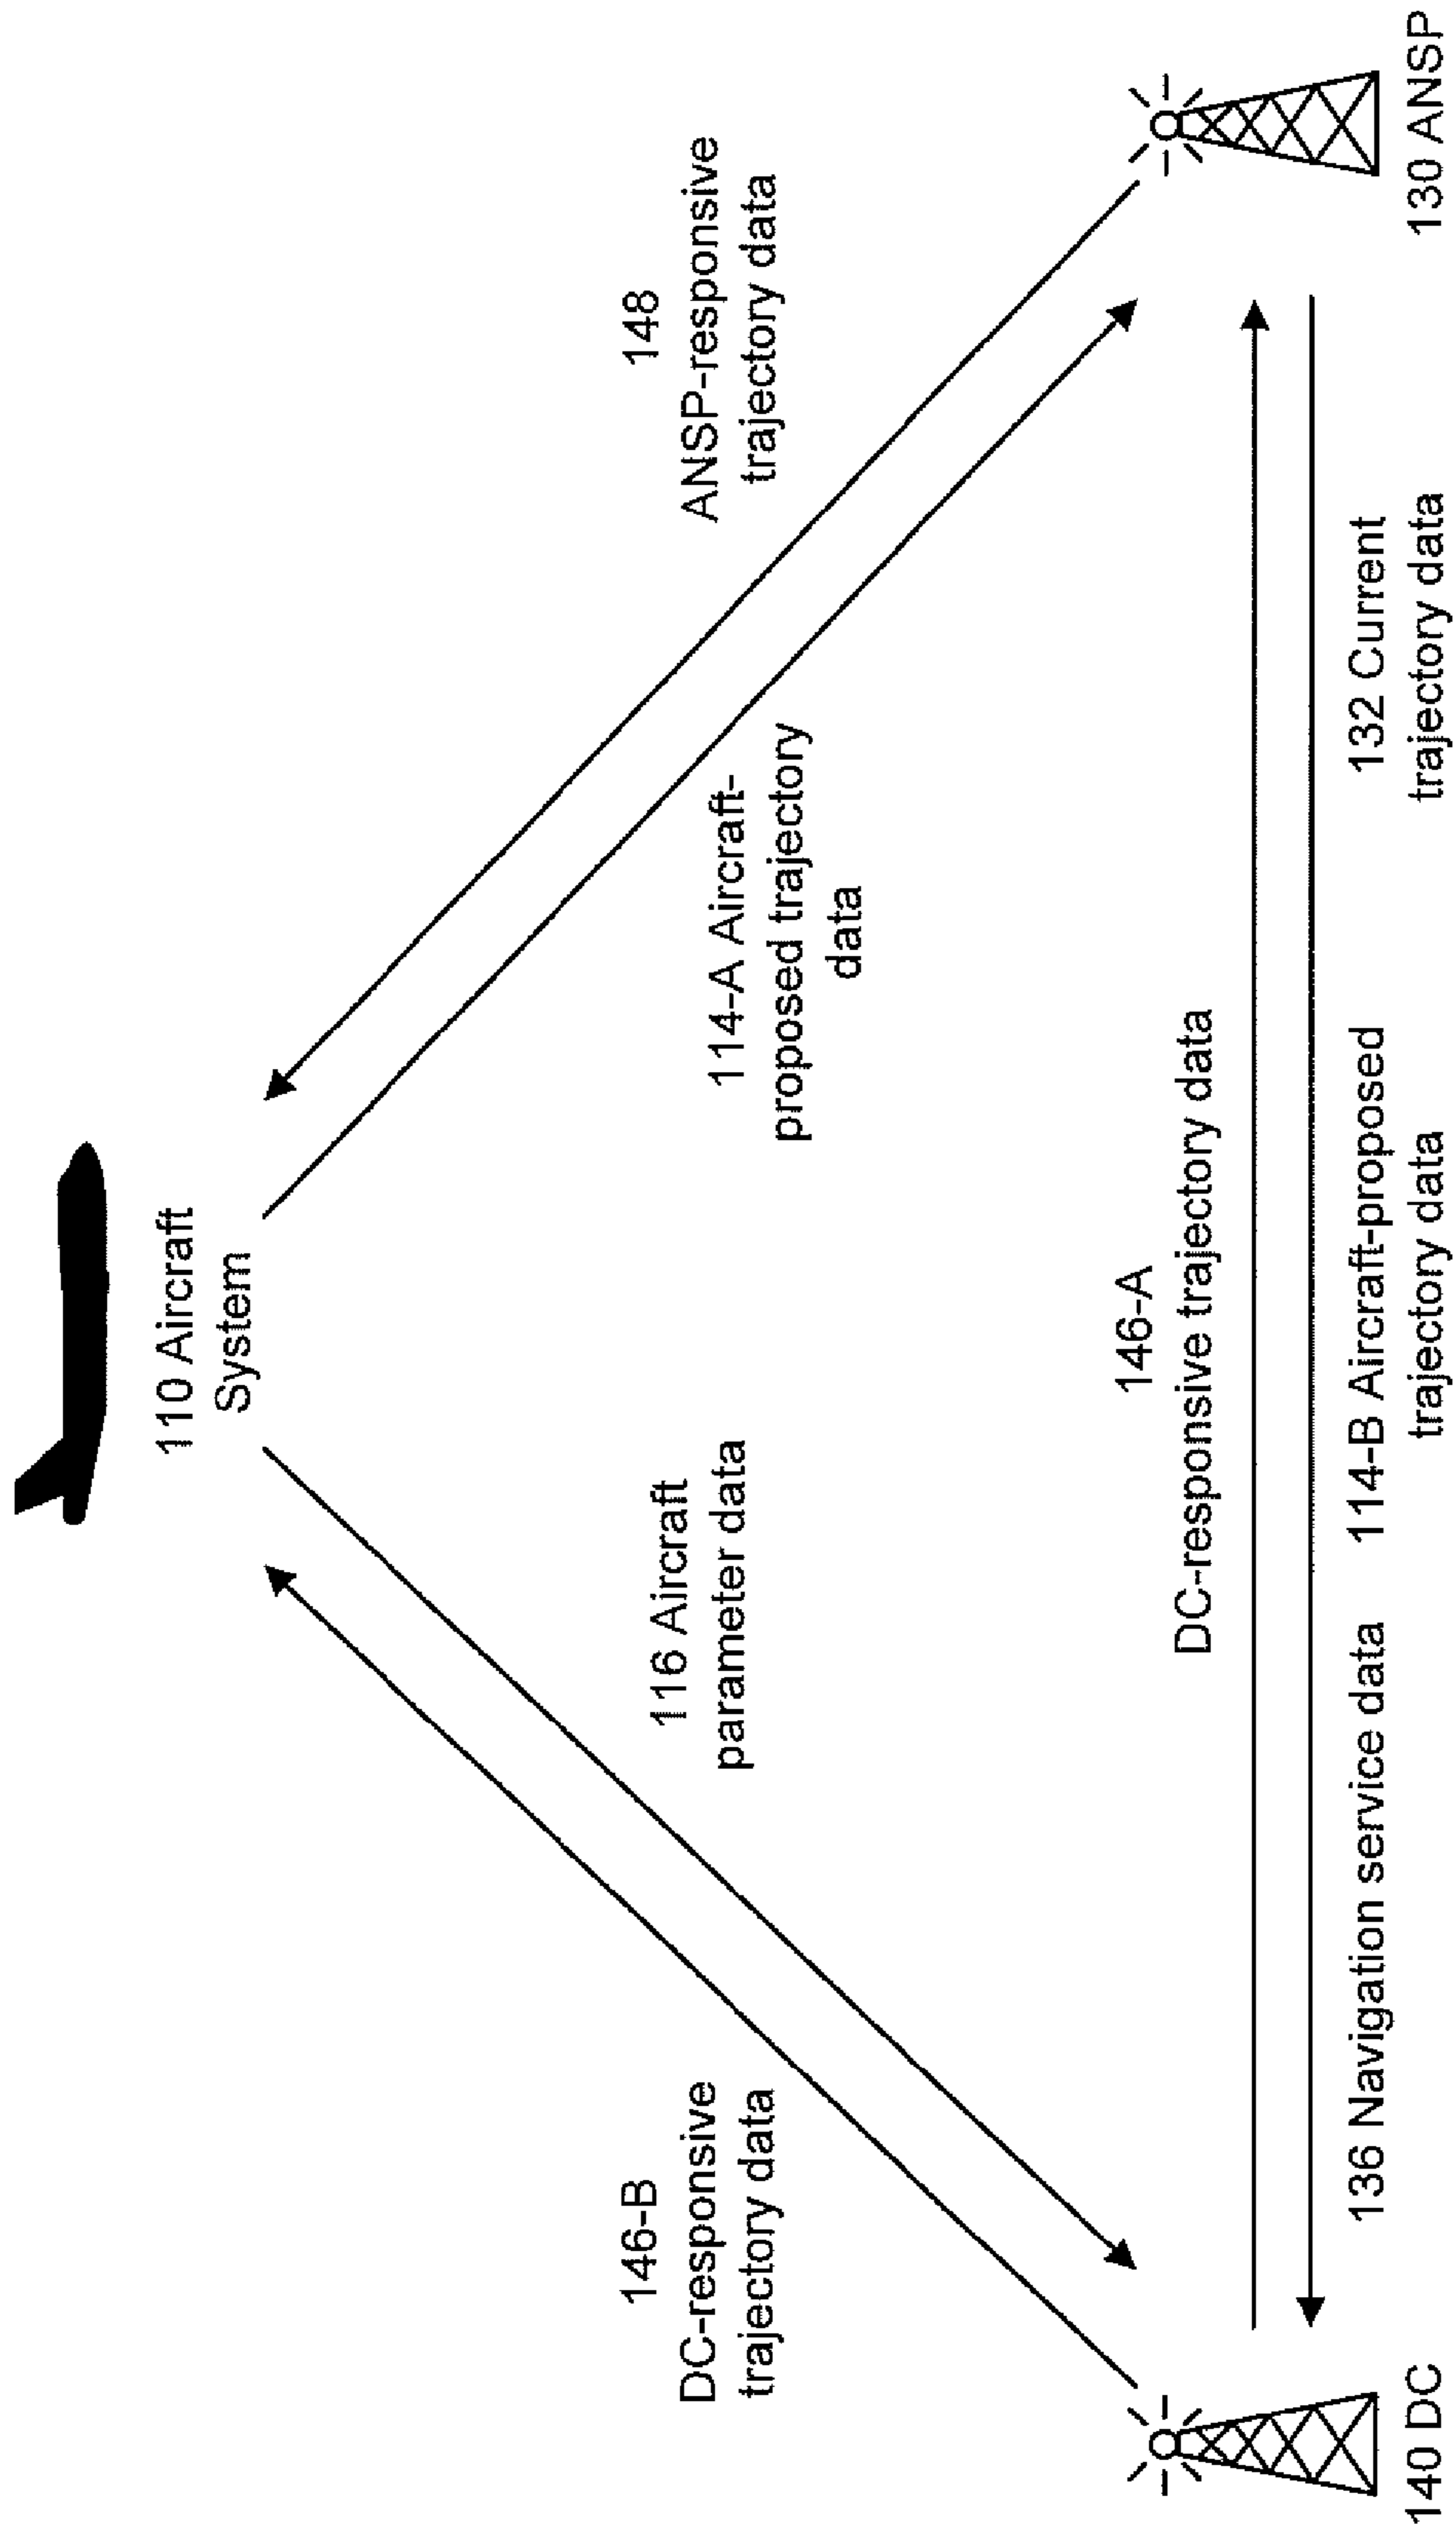 110 Aircraft
System
146-B
DC-responsive
trajectory data
116 Aircraft
parameter data
148
ANSP-responsive
trajectory data
114-A Aircraft-
proposed trajectory
data
146-A
DC-responsive trajectory data
136 Navigation service data
114-B Aircraft-proposed
trajectory data
132 Current
trajectory data
140 DC
130 ANSP